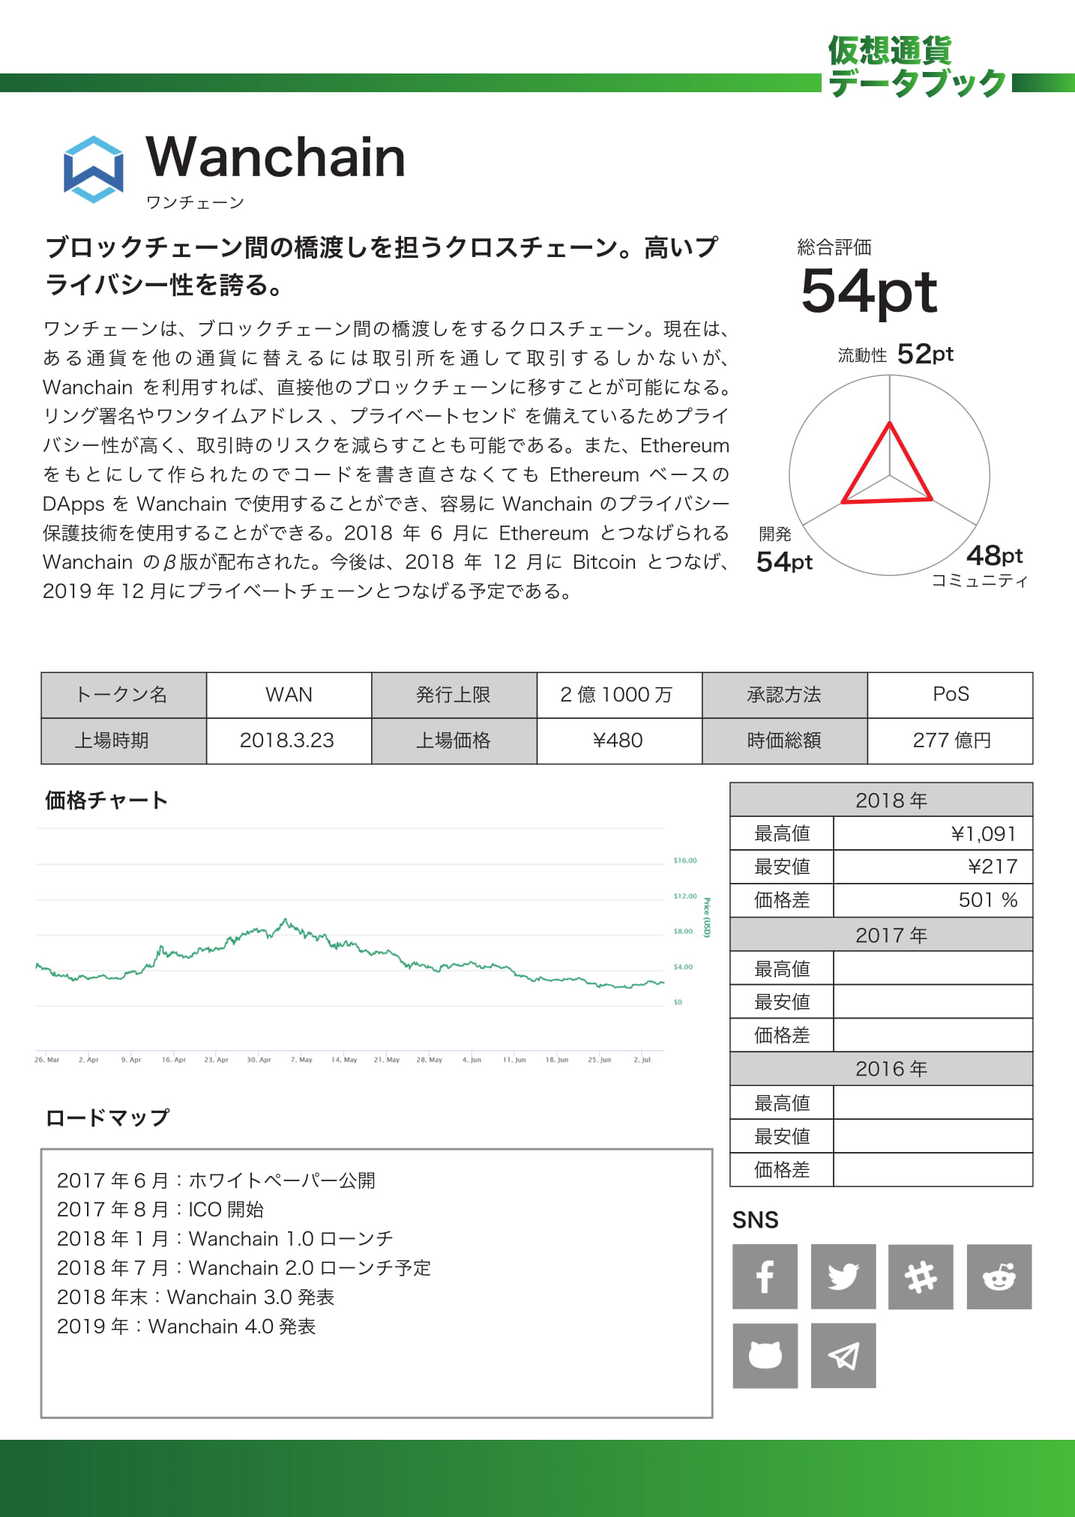 仮想通貨
データブック
Wanchain
ワンチェーン
ブロックチェーン間の橋渡しを担うクロスチェーン。高いプ
ライバシー性を誇る。
ワンチェーンは、ブロックチェーン間の橋渡しをするクロスチェーン。現在は、
ある通貨を他の通貨に替えるには取引所を通して取引するしかないが、
Wanchain を利用すれば、直接他のブロックチェーンに移すことが可能になる。
リング署名やワンタイムアドレス 、プライベートセンド を備えているためプライ
バシー性が高く、取引時のリスクを減らすことも可能である。また、Ethereum
をもとにして作られたのでコードを書き直さなくても Ethereum ベースの
DApps を Wanchain で使用することができ、容易に Wanchain のプライバシー
保護技術を使用することができる。2018 年 6 月に Ethereum とつなげられる
Wanchain のβ版が配布された。今後は、2018 年 12 月に Bitcoin とつなげ、
2019 年 12 月にプライベートチェーンとつなげる予定である。
総合評価
54pt
流動性 52pt
開発
54pt
48pt
コミュニティ
トークン名 WAN 発行上限 2 億 1000 万 承認方法 PoS
上場時期 2018.3.23 上場価格 ¥480 時価総額 277 億円
価格チャート
$16.00
$12.00
$8.00
$4.00
$0
Price (USD)
26. Mar 2. Apr 9. Apr 16. Apr 23. Apr 30. Apr 7. May 14. May 21. May 28. May 4. Jun 11. Jun 18. Jun 25. Jun 2. Jul
2018 年
最高値 ¥1,091
最安値 ¥217
価格差 501 %
2017 年
最高値
最安値
価格差
2016 年
最高値
最安値
価格差
ロードマップ
2017 年 6 月：ホワイトペーパー公開
2017 年 8 月：ICO 開始
2018 年 1 月：Wanchain 1.0 ローンチ
2018 年 7 月：Wanchain 2.0 ローンチ予定
2018 年末：Wanchain 3.0 発表
2019 年：Wanchain 4.0 発表
SNS